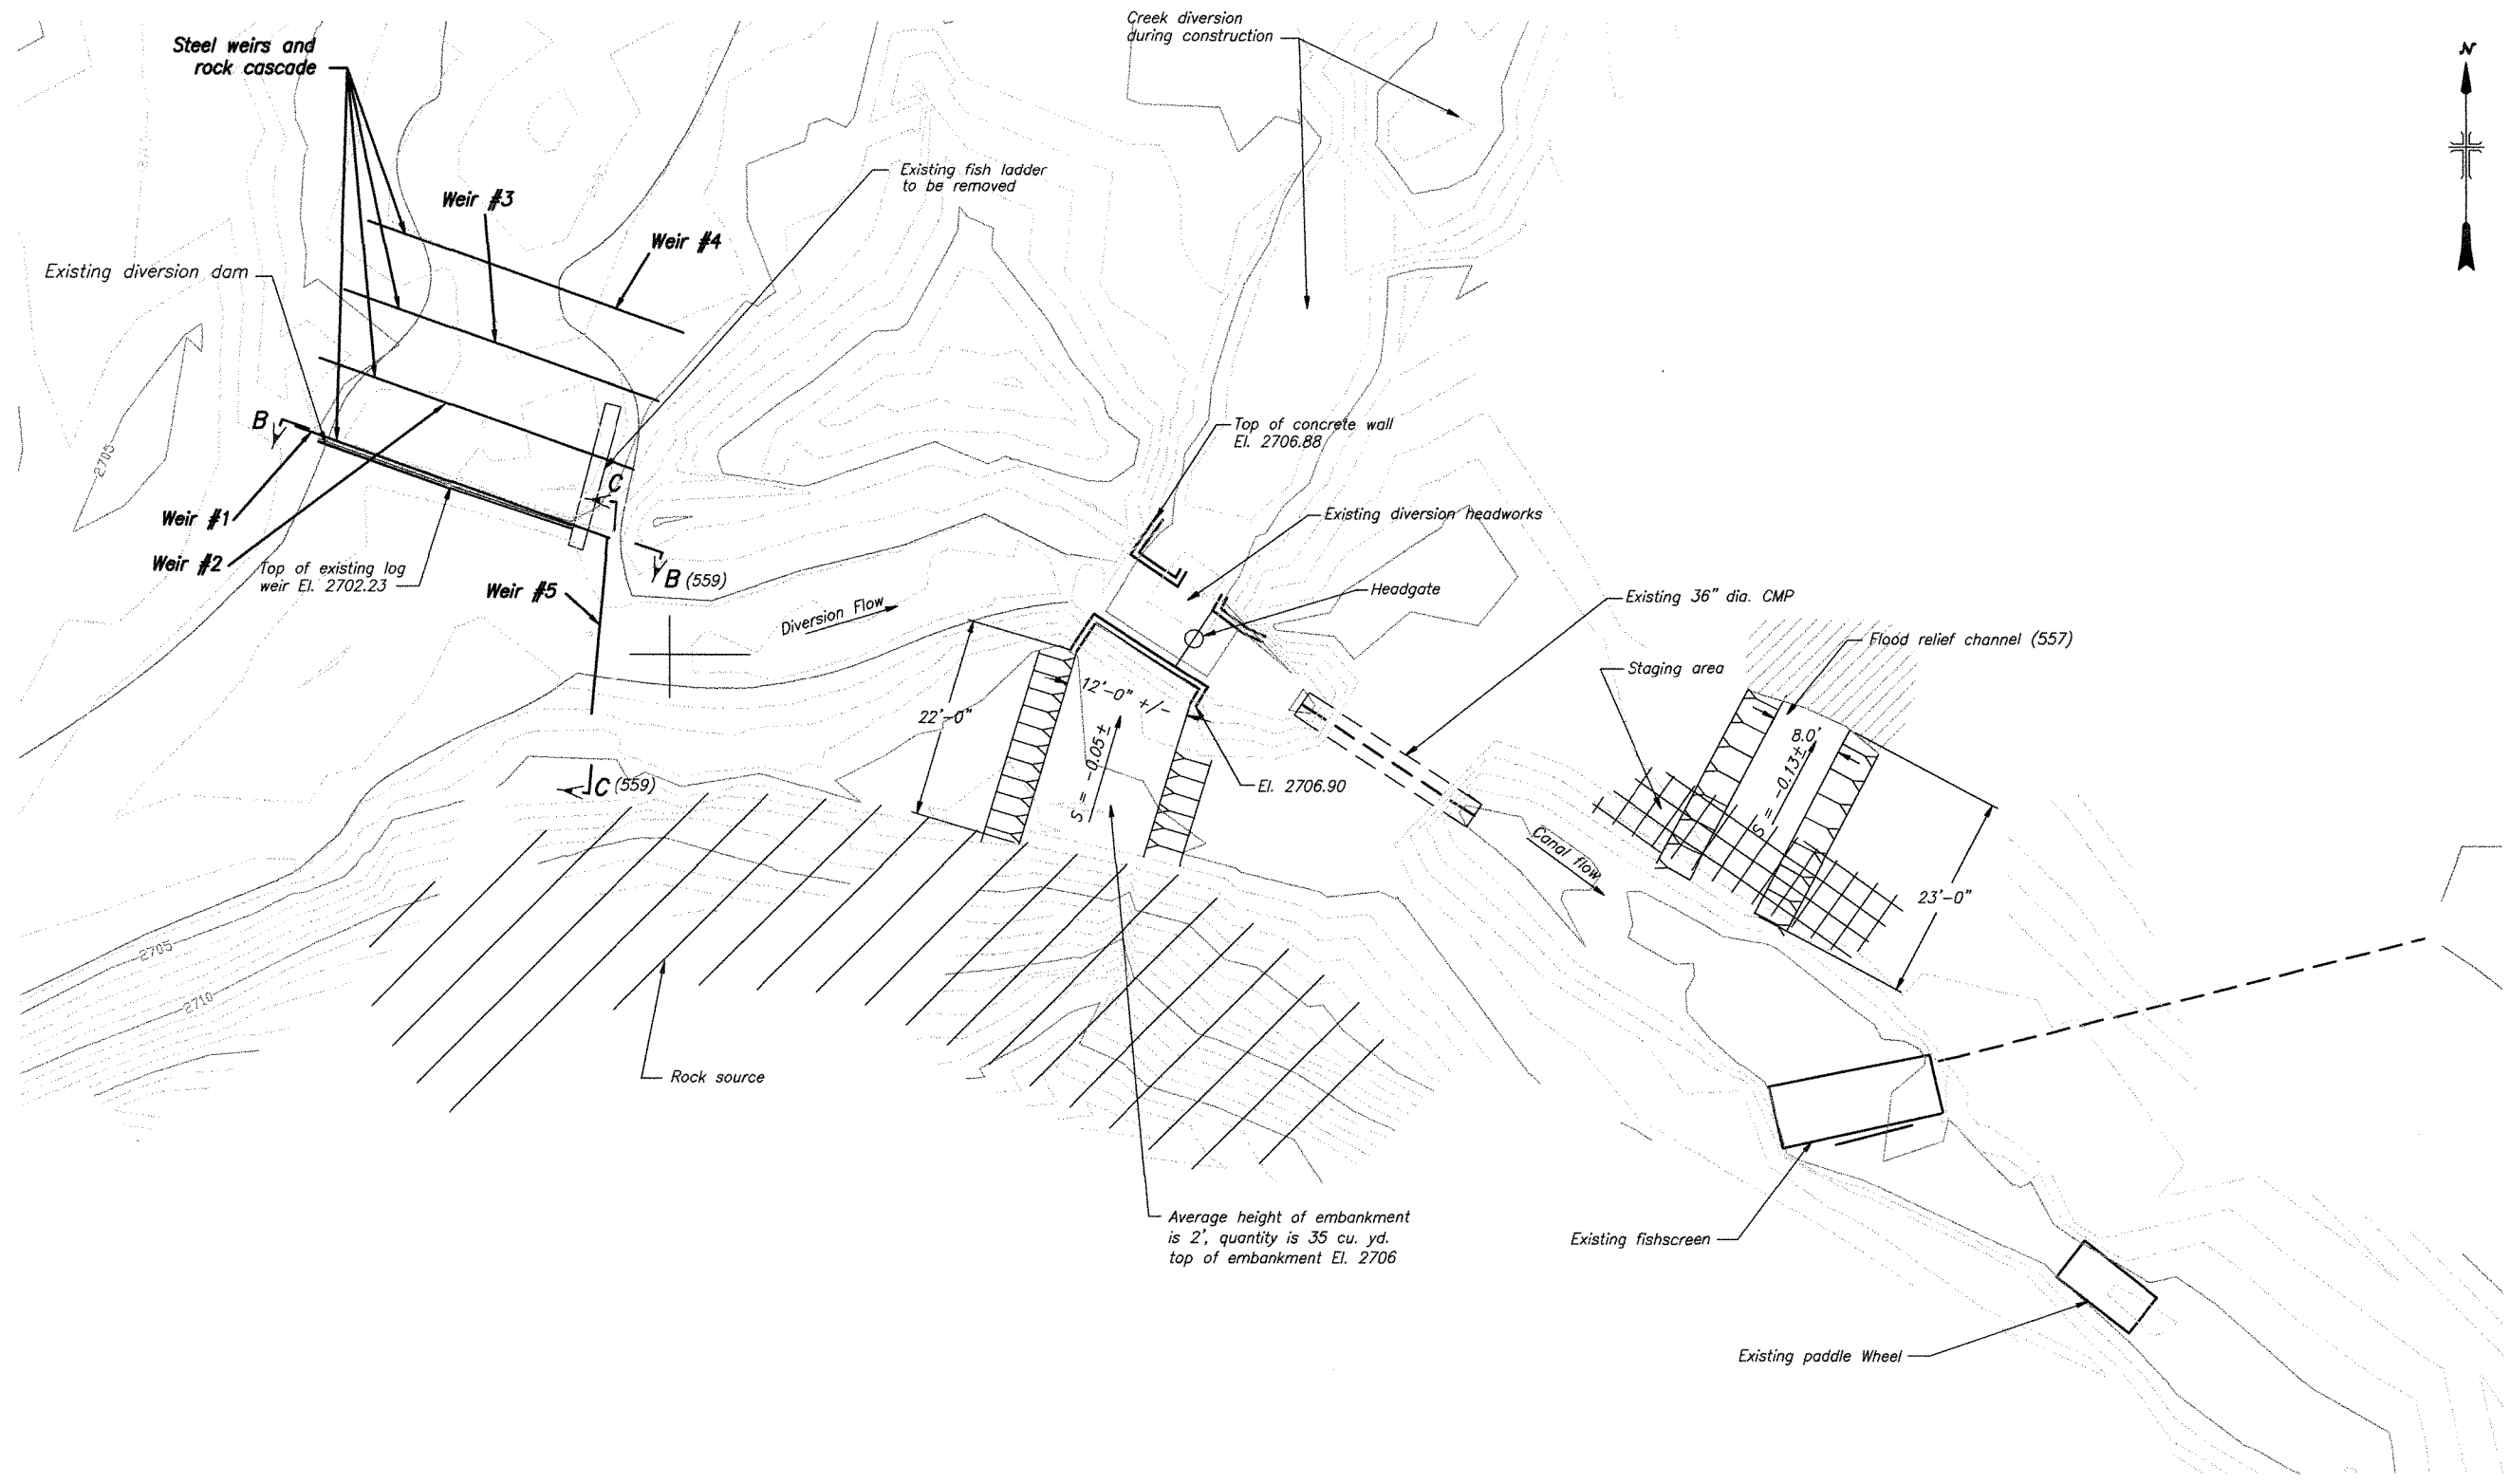 Creek diversion
during construction
N
Steel weirs and
rock cascade
Existing fish ladder
to be removed
Weir #3
Weir #4
Existing diversion dam
B
Top of concrete wall
El. 2706.88
2705
C
Weir #1
Existing diversion headworks
Weir #2
Top of existing log
weir El. 2702.23
B (559)
Weir #5
Headgate
Existing 36" dia. CMP
Diversion Flow
Flood relief channel (557)
Staging area
12'-0" +/-
22'-0"
S = -0.05±
8.0'
S = -0.13±
C (559)
El. 2706.90
Canal flow
23'-0"
2705
2710
Rock source
Average height of embankment
is 2', quantity is 35 cu. yd.
top of embankment El. 2706
Existing fishscreen
Existing paddle Wheel